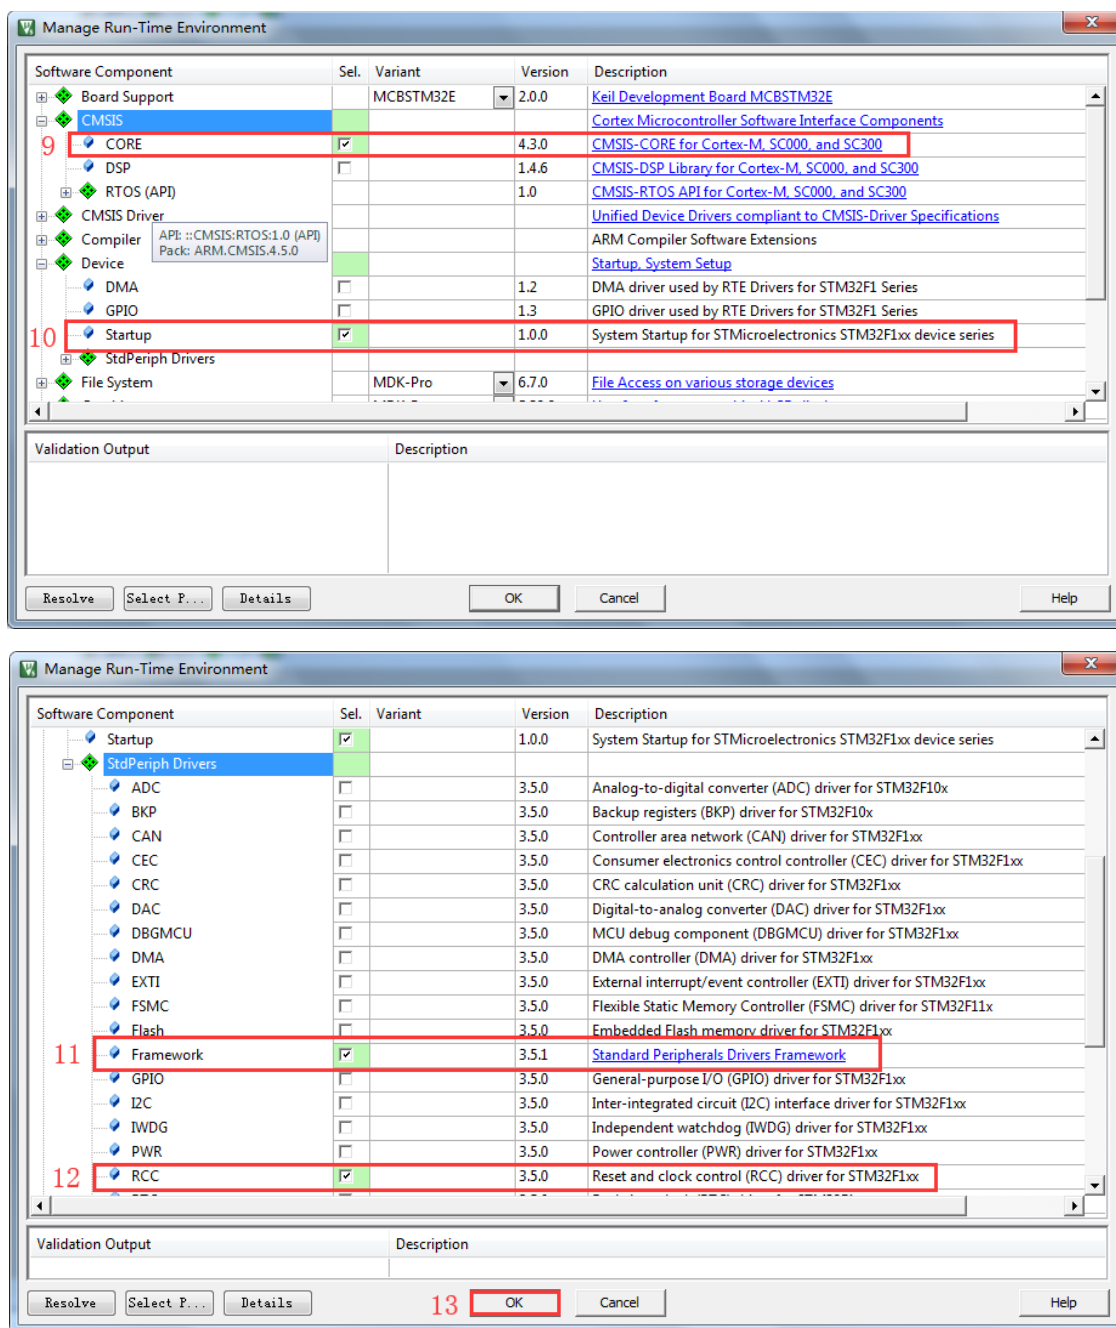 Manage Run-Time Environment
Software Component Sel. Variant Version Description
Board Support MCBSTM32E 2.0.0 Keil Development Board MCBSTM32E
CMSIS Cortex Microcontroller Software Interface Components
9 CORE 4.3.0 CMSIS-CORE for Cortex-M, SC000, and SC300
DSP 1.4.6 CMSIS-DSP Library for Cortex-M, SC000, and SC300
RTOS (API) 1.0 CMSIS-RTOS API for Cortex-M, SC000, and SC300
CMSIS Driver Unified Device Drivers compliant to CMSIS-Driver Specifications
Compiler ARM Compiler Software Extensions
API: ::CMSIS:RTOS:1.0 (API)
Pack: ARM.CMSIS.4.5.0
Device Startup, System Setup
DMA 1.2 DMA driver used by RTE Drivers for STM32F1 Series
GPIO 1.3 GPIO driver used by RTE Drivers for STM32F1 Series
10 Startup 1.0.0 System Startup for STMicroelectronics STM32F1xx device series
StdPeriph Drivers
File System MDK-Pro 6.7.0 File Access on various storage devices
Validation Output Description
Resolve Select P... Details OK Cancel Help
Manage Run-Time Environment
Software Component Sel. Variant Version Description
Startup 1.0.0 System Startup for STMicroelectronics STM32F1xx device series
StdPeriph Drivers
ADC 3.5.0 Analog-to-digital converter (ADC) driver for STM32F10x
BKP 3.5.0 Backup registers (BKP) driver for STM32F10x
CAN 3.5.0 Controller area network (CAN) driver for STM32F1xx
CEC 3.5.0 Consumer electronics control controller (CEC) driver for STM32F1xx
CRC 3.5.0 CRC calculation unit (CRC) driver for STM32F1xx
DAC 3.5.0 Digital-to-analog converter (DAC) driver for STM32F1xx
DBGMCU 3.5.0 MCU debug component (DBGMCU) driver for STM32F1xx
DMA 3.5.0 DMA controller (DMA) driver for STM32F1xx
EXTI 3.5.0 External interrupt/event controller (EXTI) driver for STM32F1xx
FSMC 3.5.0 Flexible Static Memory Controller (FSMC) driver for STM32F11x
Flash 3.5.0 Embedded Flash memory driver for STM32F1xx
11 Framework 3.5.1 Standard Peripherals Drivers Framework
GPIO 3.5.0 General-purpose I/O (GPIO) driver for STM32F1xx
I2C 3.5.0 Inter-integrated circuit (I2C) interface driver for STM32F1xx
IWDG 3.5.0 Independent watchdog (IWDG) driver for STM32F1xx
PWR 3.5.0 Power controller (PWR) driver for STM32F1xx
12 RCC 3.5.0 Reset and clock control (RCC) driver for STM32F1xx
Validation Output Description
Resolve Select P... Details 13 OK Cancel Help